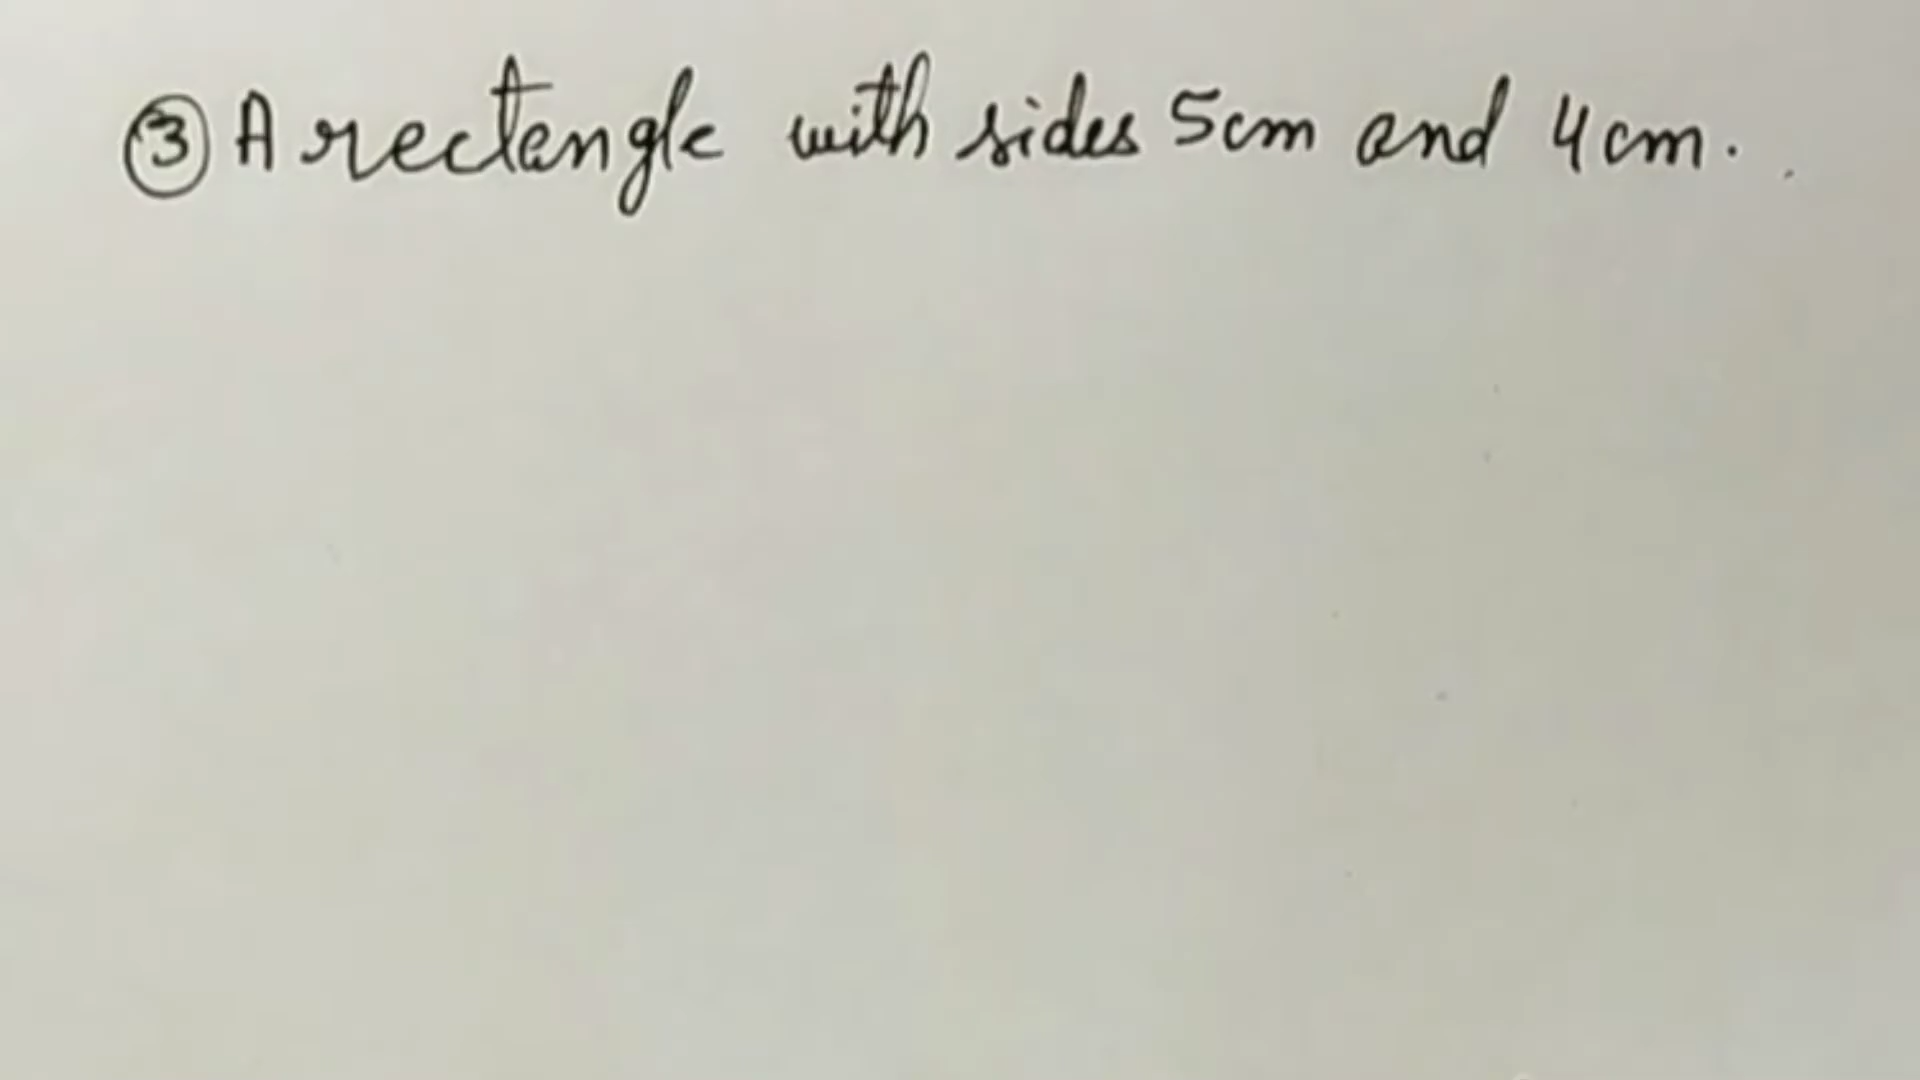 ③ A rectangle with sides 5cm and 4cm.